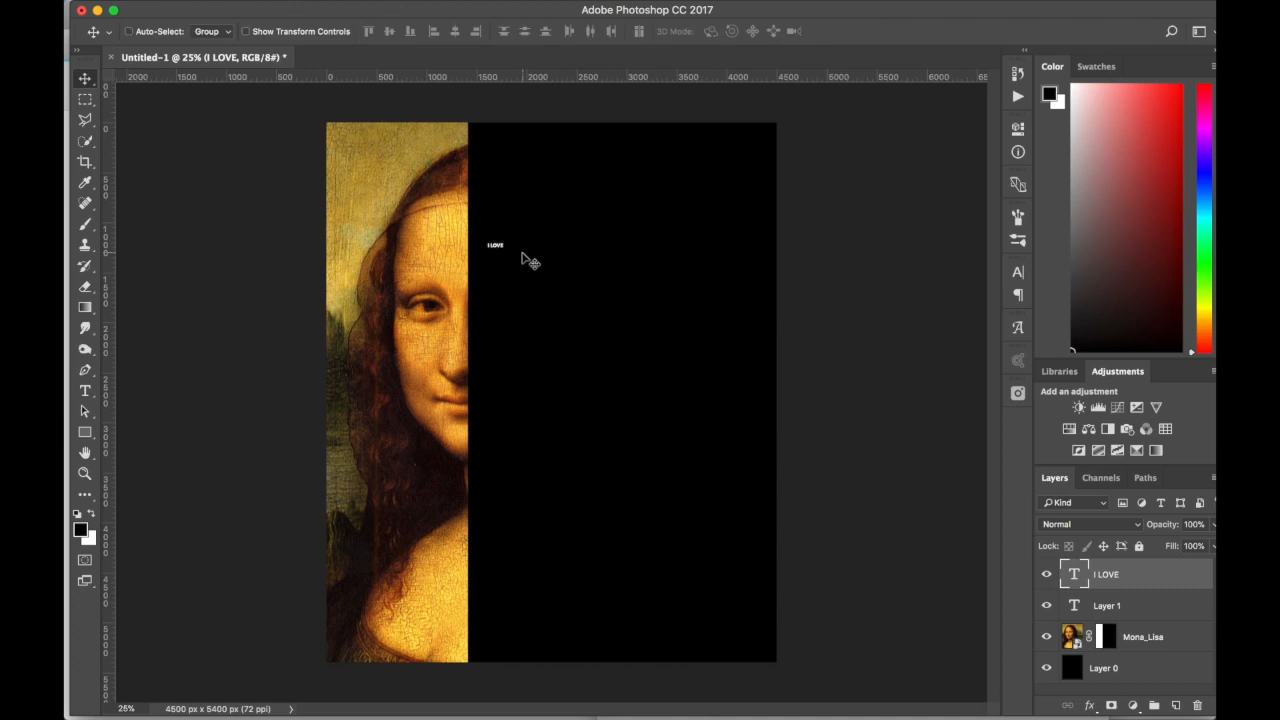 Adobe Photoshop CC 2017
Auto-Select: Group Show Transform Controls 3D Mode:
Untitled-1 @ 25% (I LOVE, RGB/8#) *
2000 1500 1000 500 0 500 1000 1500 2000 2500 3000 3500 4000 4500 5000 5500 6000 65
Color Swatches
I LOVE
Libraries Adjustments
Add an adjustment
Layers Channels Paths
Kind
Normal Opacity: 100%
Lock: Fill: 100%
I LOVE
Layer 1
Mona_Lisa
Layer 0
25% 4500 px x 5400 px (72 ppi)